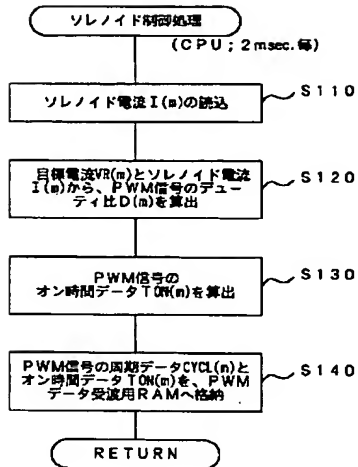 ソレノイド制御処理
(CPU;2msec.毎)
ソレノイド電流I(m)の読込
S110
目標電流VR(m)とソレノイド電流
I(m)から、PWM信号のデュー
ティ比D(m)を算出
S120
PWM信号の
オン時間データTON(m)を算出
S130
PWM信号の周期データCYCL(n)と
オン時間データTON(m)を、PWM
データ受渡用RAMへ格納
S140
RETURN